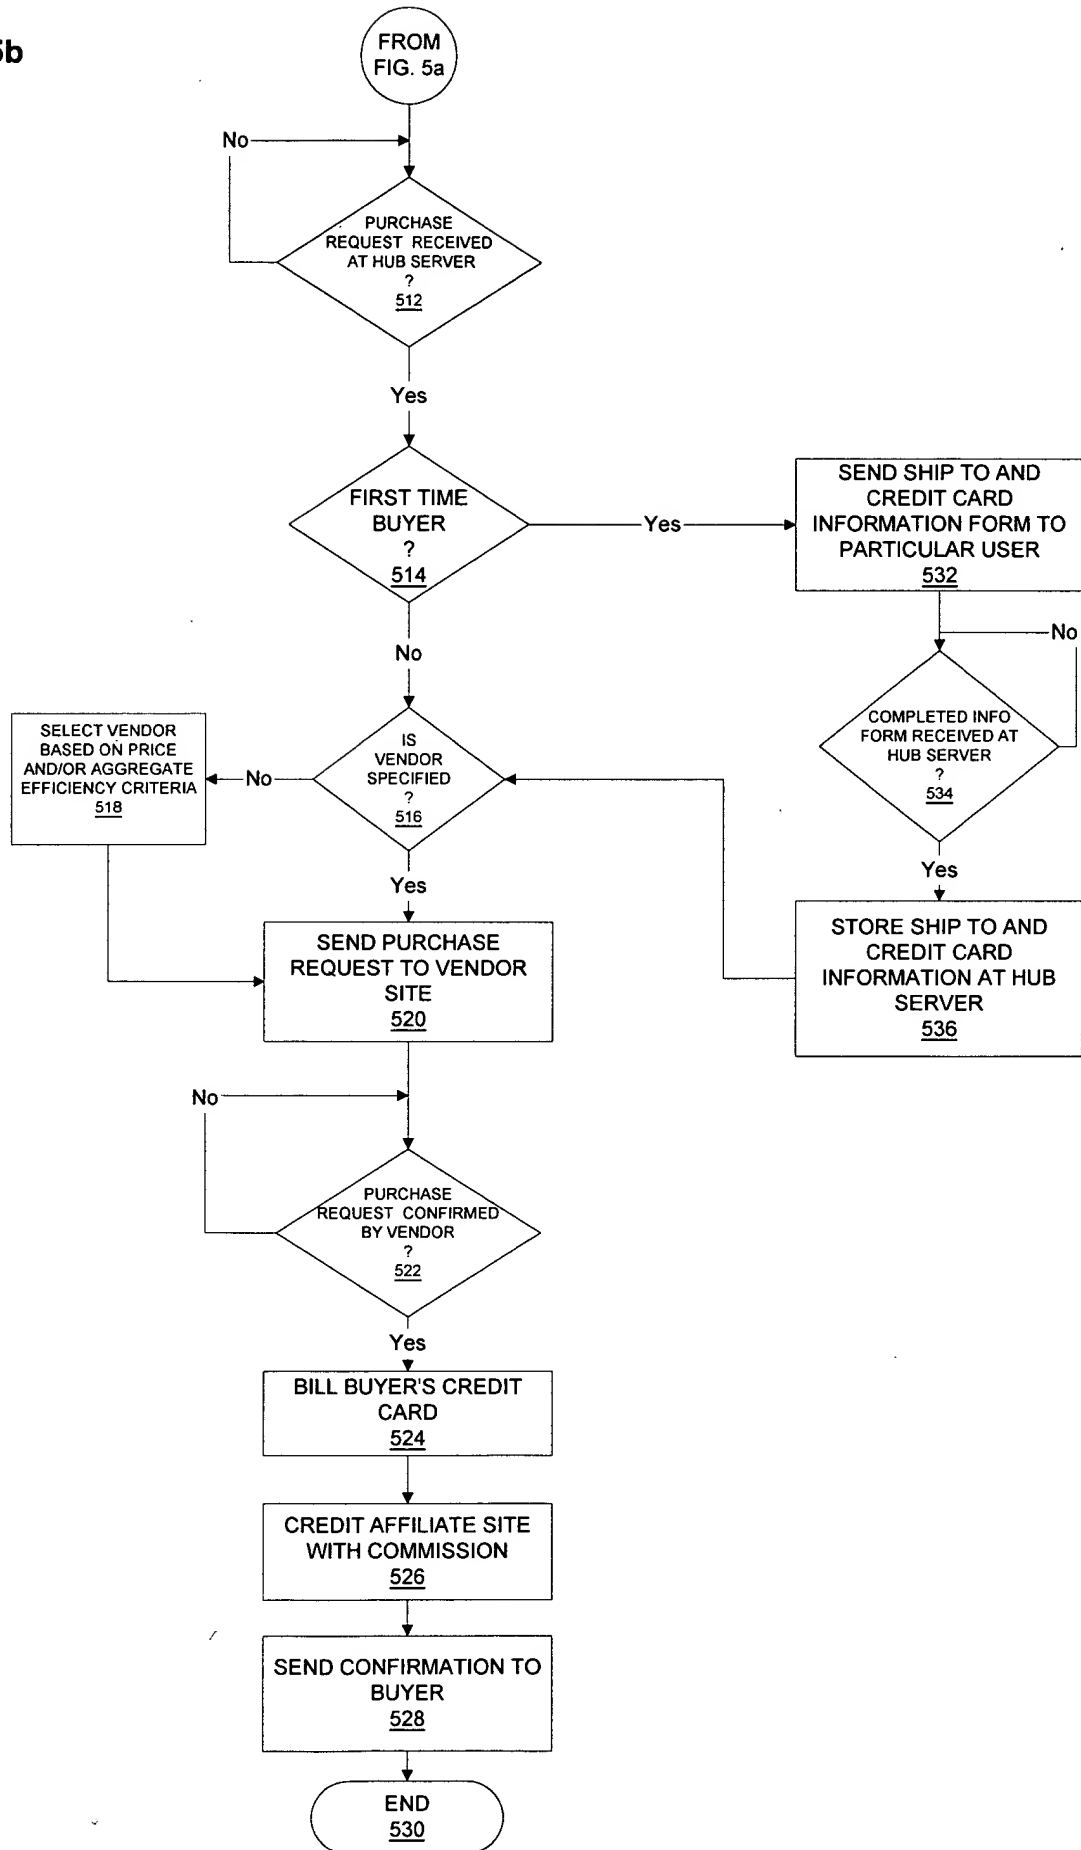 5b
FROM
FIG. 5a
No
PURCHASE
REQUEST RECEIVED
AT HUB SERVER
?
512
Yes
FIRST TIME
BUYER
?
514
Yes
SEND SHIP TO AND
CREDIT CARD
INFORMATION FORM TO
PARTICULAR USER
532
No
No
COMPLETED INFO
FORM RECEIVED AT
HUB SERVER
?
534
SELECT VENDOR
BASED ON PRICE
AND/OR AGGREGATE
EFFICIENCY CRITERIA
518
No
IS
VENDOR
SPECIFIED
?
516
Yes
Yes
STORE SHIP TO AND
CREDIT CARD
INFORMATION AT HUB
SERVER
536
SEND PURCHASE
REQUEST TO VENDOR
SITE
520
No
PURCHASE
REQUEST CONFIRMED
BY VENDOR
?
522
Yes
BILL BUYER'S CREDIT
CARD
524
CREDIT AFFILIATE SITE
WITH COMMISSION
526
SEND CONFIRMATION TO
BUYER
528
END
530